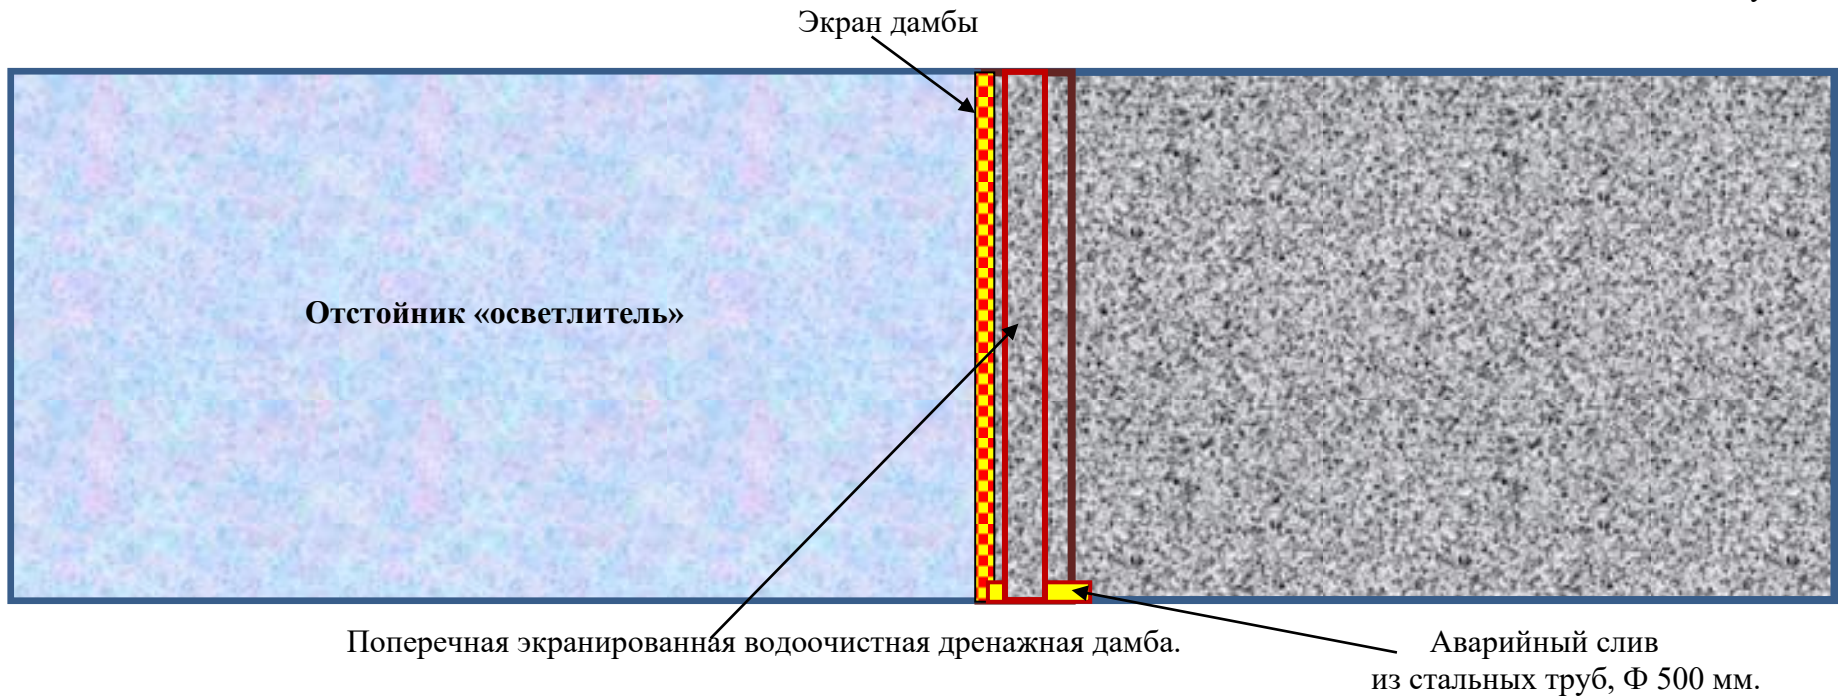 Экран дамбы
Отстойник «осветлитель»
Поперечная экранированная водоочистная дренажная дамба.
Аварийный слив
из стальных труб, Ф 500 мм.